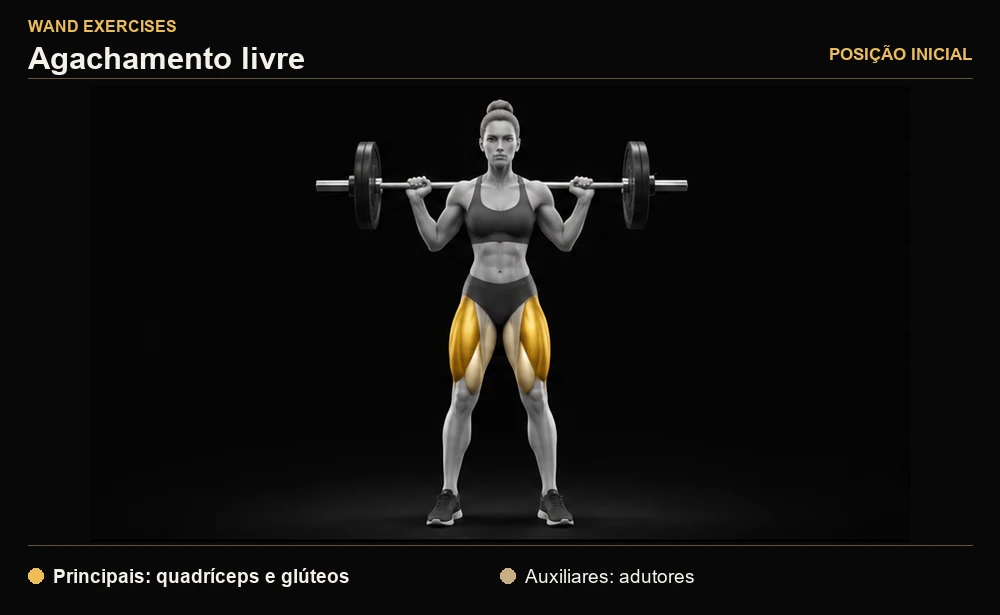 WAND EXERCISES
Agachamento livre
POSIÇÃO INICIAL
Principais: quadríceps e glúteos
Auxiliares: adutores